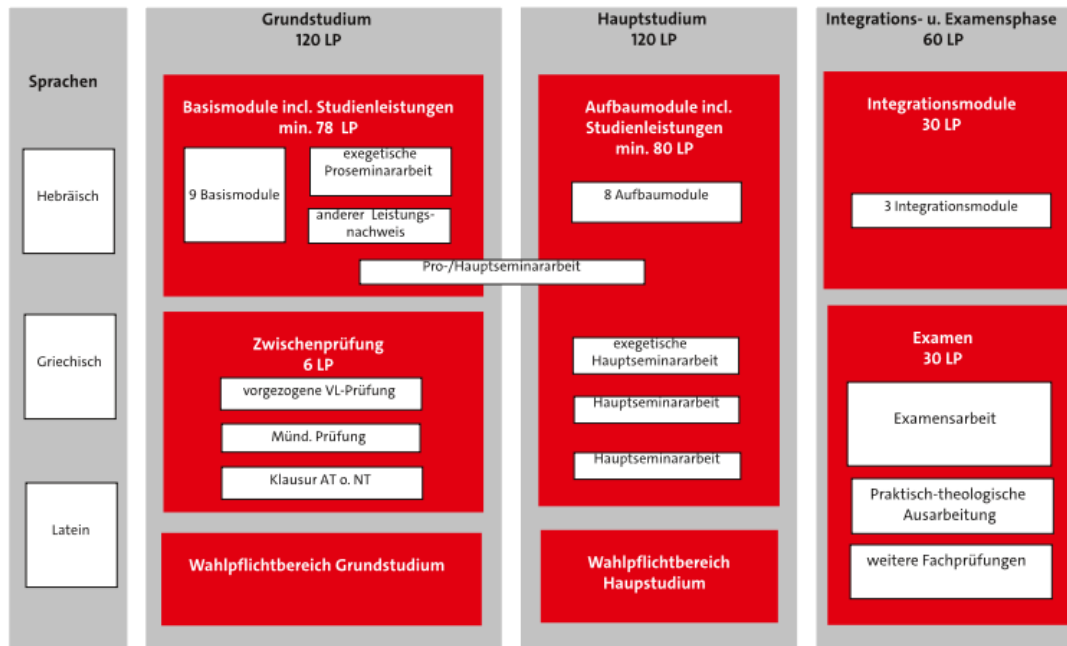 Sprachen
Hebräisch
Griechisch
Latein
Grundstudium
120 LP
Basismodule incl. Studienleistungen
min. 78 LP
9 Basismodule
exegetische
Proseminararbeit
anderer Leistungs-
nachweis
Pro-/Hauptseminararbeit
Zwischenprüfung
6 LP
vorgezogene VL-Prüfung
Münd. Prüfung
Klausur AT o. NT
Wahlpflichtbereich Grundstudium
Hauptstudium
120 LP
Aufbaumodule incl.
Studienleistungen
min. 80 LP
8 Aufbaumodule
exegetische
Hauptseminararbeit
Hauptseminararbeit
Hauptseminararbeit
Wahlpflichtbereich
Haupstudium
Integrations- u. Examensphase
60 LP
Integrationsmodule
30 LP
3 Integrationsmodule
Examen
30 LP
Examensarbeit
Praktisch-theologische
Ausarbeitung
weitere Fachprüfungen